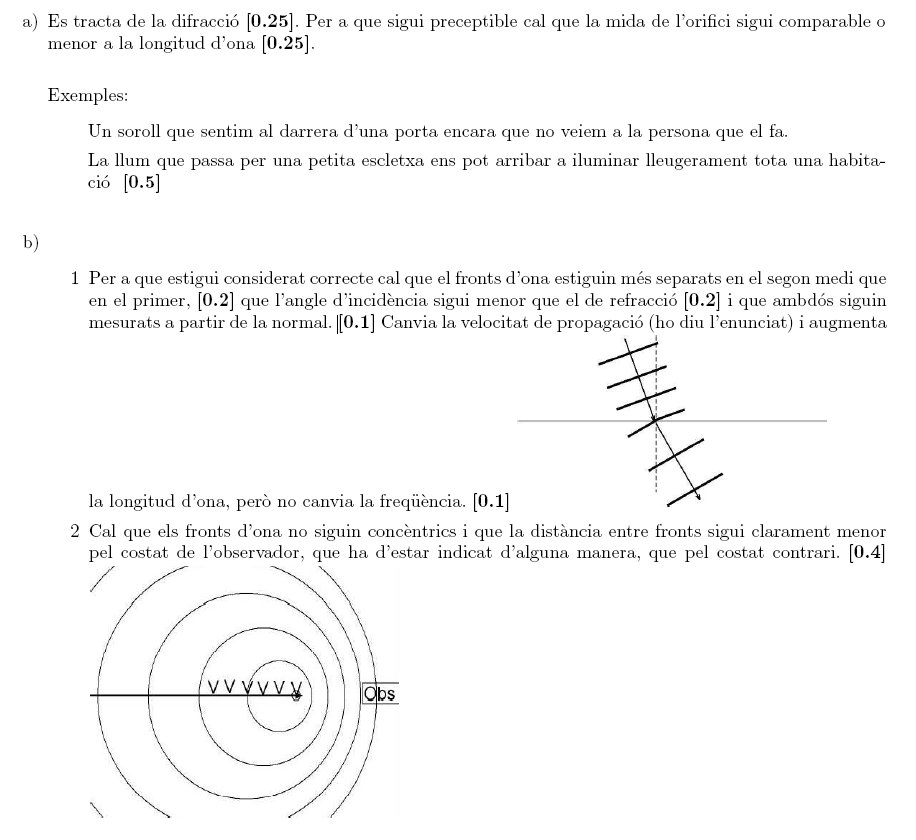 a) Es tracta de la difracció [0.25]. Per a que sigui preceptible cal que la mida de l'orifici sigui comparable o
menor a la longitud d'ona [0.25].
Exemples:
Un soroll que sentim al darrera d'una porta encara que no veiem a la persona que el fa.
La llum que passa per una petita escletxa ens pot arribar a iluminar lleugerament tota una habita-
ció [0.5]
b)
1 Per a que estigui considerat correcte cal que el fronts d'ona estiguin més separats en el segon medi que
en el primer, [0.2] que l'angle d'incidència sigui menor que el de refracció [0.2] i que ambdós siguin
mesurats a partir de la normal. [[0.1] Canvia la velocitat de propagació (ho diu l'enunciat) i augmenta
la longitud d'ona, però no canvia la freqüència. [0.1]
2 Cal que els fronts d'ona no siguin concèntrics i que la distància entre fronts sigui clarament menor
pel costat de l'observador, que ha d'estar indicat d'alguna manera, que pel costat contrari. [0.4]
V V V V V V
Obs